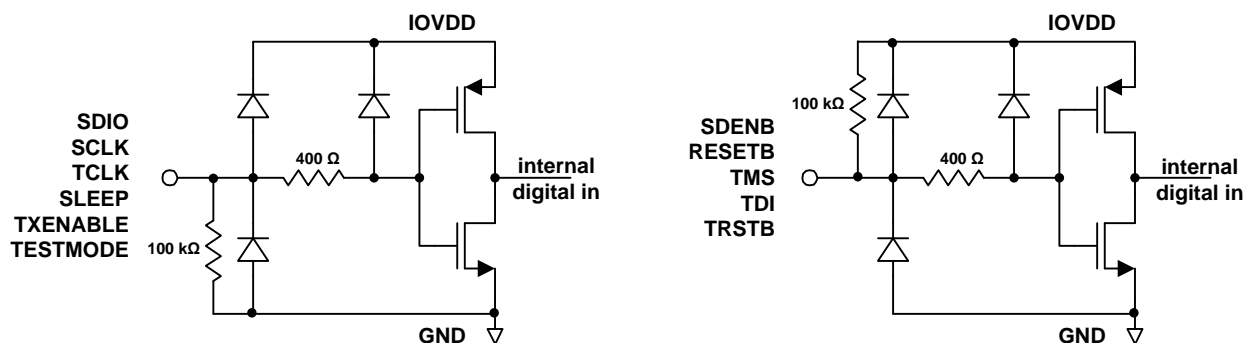 IOVDD
SDIO
SCLK
TCLK
SLEEP
TXENABLE
TESTMODE
400 Ω
100 kΩ
internal
digital in
GND
IOVDD
100 kΩ
SDENB
RESETB
TMS
TDI
TRSTB
400 Ω
internal
digital in
GND